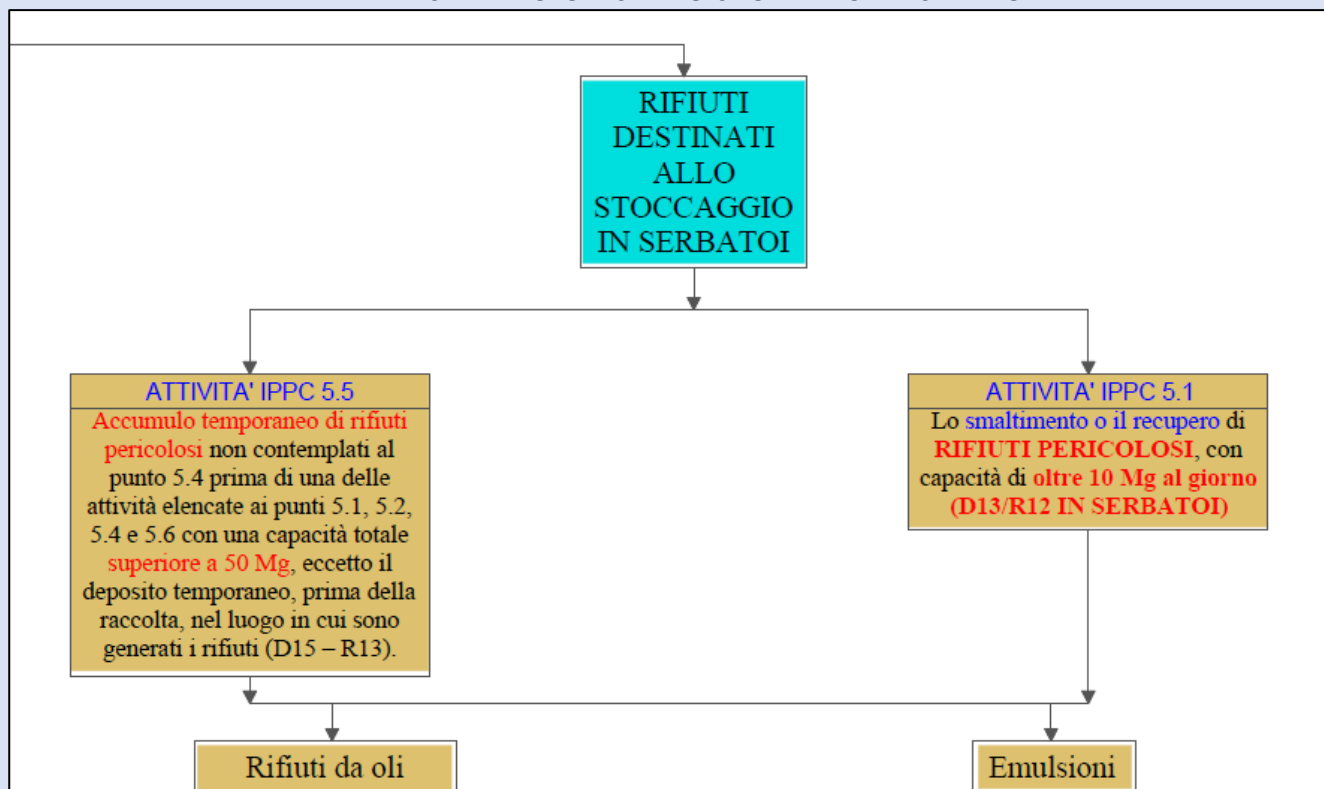 RIFIUTI
DESTINATI
ALLO
STOCCAGGIO
IN SERBATOI
ATTIVITA' IPPC 5.5
Accumulo temporaneo di rifiuti
pericolosi non contemplati al
punto 5.4 prima di una delle
attività elencate ai punti 5.1, 5.2,
5.4 e 5.6 con una capacità totale
superiore a 50 Mg, eccetto il
deposito temporaneo, prima della
raccolta, nel luogo in cui sono
generati i rifiuti (D15 – R13).
ATTIVITA' IPPC 5.1
Lo smaltimento o il recupero di
RIFIUTI PERICOLOSI, con
capacità di oltre 10 Mg al giorno
(D13/R12 IN SERBATOI)
Rifiuti da oli
Emulsioni